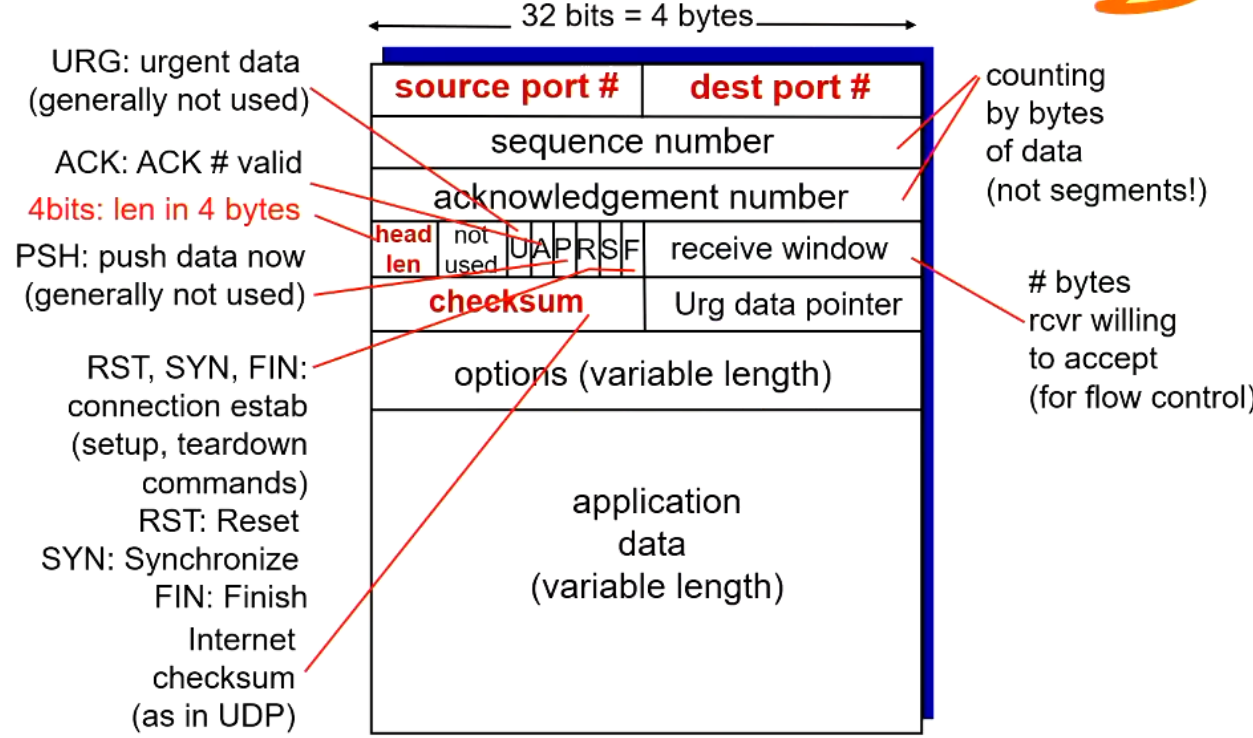 32 bits = 4 bytes
URG: urgent data
(generally not used)
ACK: ACK # valid
4bits: len in 4 bytes
PSH: push data now
(generally not used)
RST, SYN, FIN:
connection estab
(setup, teardown
commands)
RST: Reset
SYN: Synchronize
FIN: Finish
Internet
checksum
(as in UDP)
source port #
dest port #
sequence number
acknowledgement number
head
len
not
used
U A P R S F
receive window
checksum
Urg data pointer
options (variable length)
application
data
(variable length)
counting
by bytes
of data
(not segments!)
# bytes
rcvr willing
to accept
(for flow control)